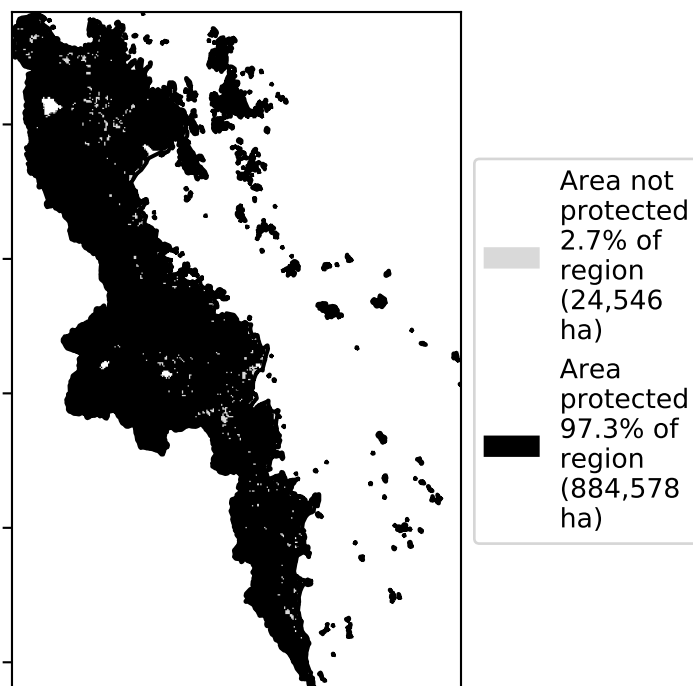 Area not
protected
2.7% of
region
(24,546
ha)
Area
protected
97.3% of
region
(884,578
ha)